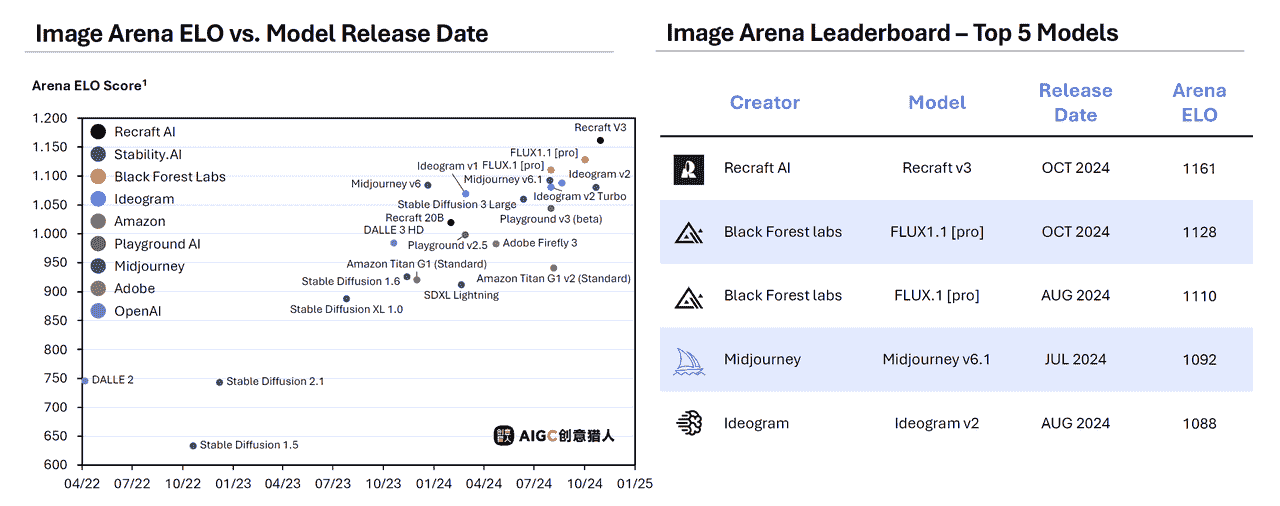 Image Arena ELO vs. Model Release Date
Arena ELO Score¹
1.200
1.150
1.100
1.050
1.000
950
900
850
800
750
700
650
600
04/22
07/22
10/22
01/23
04/23
07/23
10/23
01/24
04/24
07/24
10/24
01/25
Recraft AI
Stability.AI
Black Forest Labs
Ideogram
Amazon
Playground AI
Midjourney
Adobe
OpenAI
Recraft V3
FLUX1.1 [pro]
Ideogram v1
FLUX.1 [pro]
Midjourney v6.1
Ideogram v2
Midjourney v6
Ideogram v2 Turbo
Stable Diffusion 3 Large
Playground v3 (beta)
Recraft 20B
DALLE 3 HD
Playground v2.5
Adobe Firefly 3
Amazon Titan G1 (Standard)
Stable Diffusion 1.6
Amazon Titan G1 v2 (Standard)
SDXL Lightning
Stable Diffusion XL 1.0
DALLE 2
Stable Diffusion 2.1
Stable Diffusion 1.5
创意
猎人
AIGC创意猎人
Image Arena Leaderboard – Top 5 Models
Creator Model Release Date Arena ELO
Recraft AI Recraft v3 OCT 2024 1161
Black Forest labs FLUX1.1 [pro] OCT 2024 1128
Black Forest labs FLUX.1 [pro] AUG 2024 1110
Midjourney Midjourney v6.1 JUL 2024 1092
Ideogram Ideogram v2 AUG 2024 1088